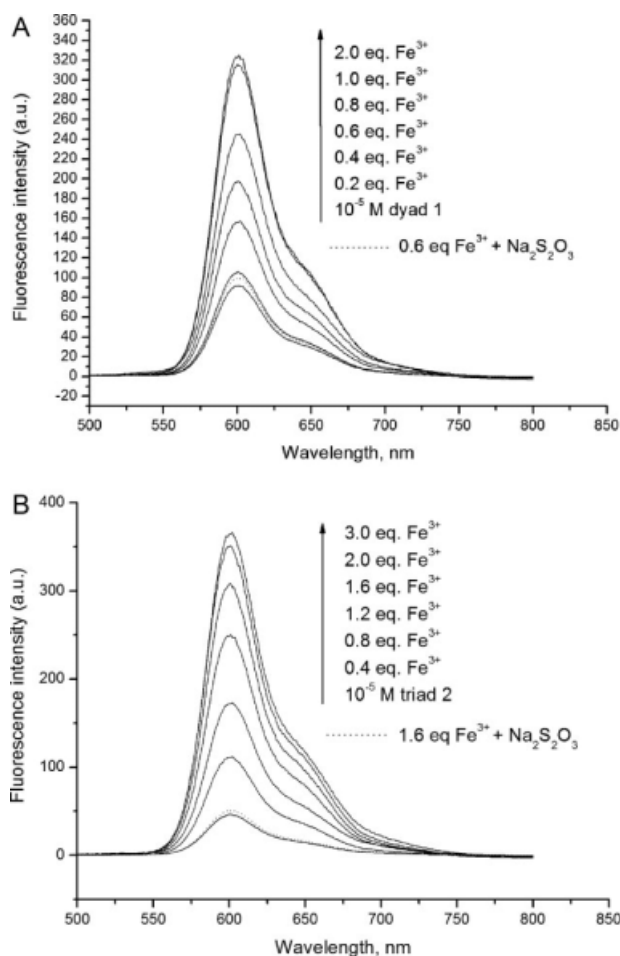 A
360
340
320
300
280
260
240
220
200
180
160
140
120
100
80
60
40
20
0
-20
Fluorescence intensity (a.u.)
2.0 eq. Fe³⁺
1.0 eq. Fe³⁺
0.8 eq. Fe³⁺
0.6 eq. Fe³⁺
0.4 eq. Fe³⁺
0.2 eq. Fe³⁺
10⁻⁵ M dyad 1
0.6 eq Fe³⁺ + Na₂S₂O₃
500 550 600 650 700 750 800 850
Wavelength, nm
B
400
300
200
100
0
Fluorescence intensity (a.u.)
3.0 eq. Fe³⁺
2.0 eq. Fe³⁺
1.6 eq. Fe³⁺
1.2 eq. Fe³⁺
0.8 eq. Fe³⁺
0.4 eq. Fe³⁺
10⁻⁵ M triad 2
1.6 eq Fe³⁺ + Na₂S₂O₃
500 550 600 650 700 750 800 850
Wavelength, nm